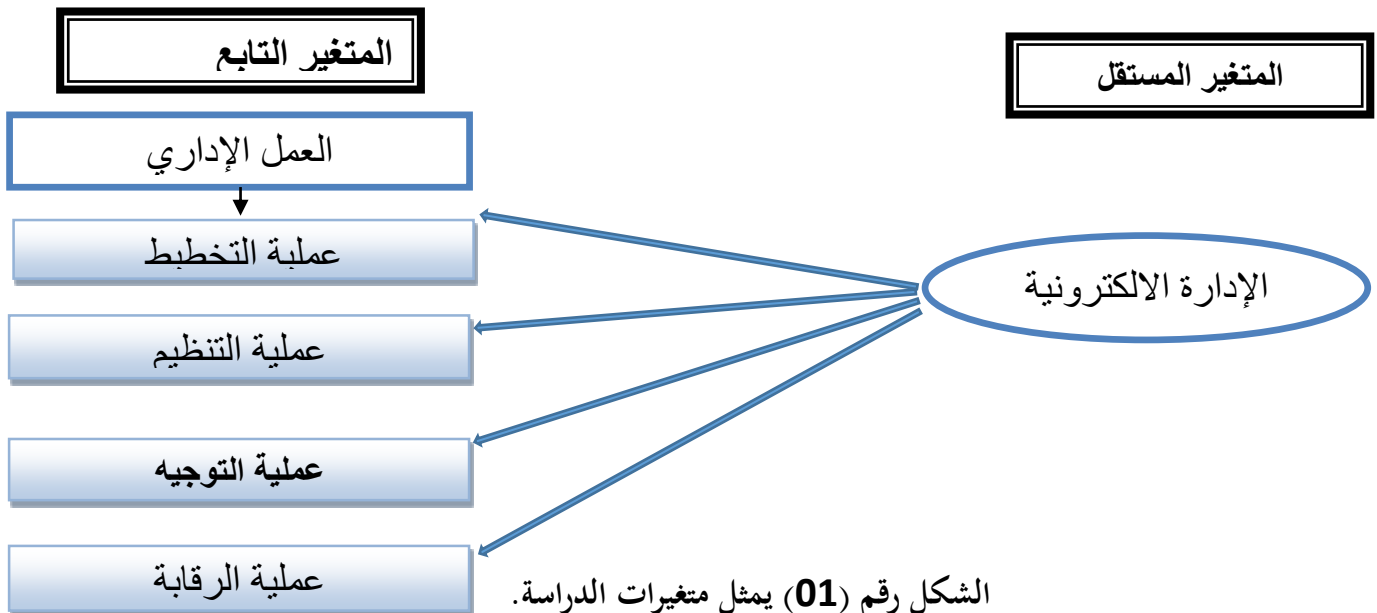 المتغير المستقل
المتغير التابع
العمل الإداري
عملية التخطيط
الإدارة الالكترونية
عملية التنظيم
عملية التوجيه
عملية الرقابة
الشكل رقم (01) يمثل متغيرات الدراسة.